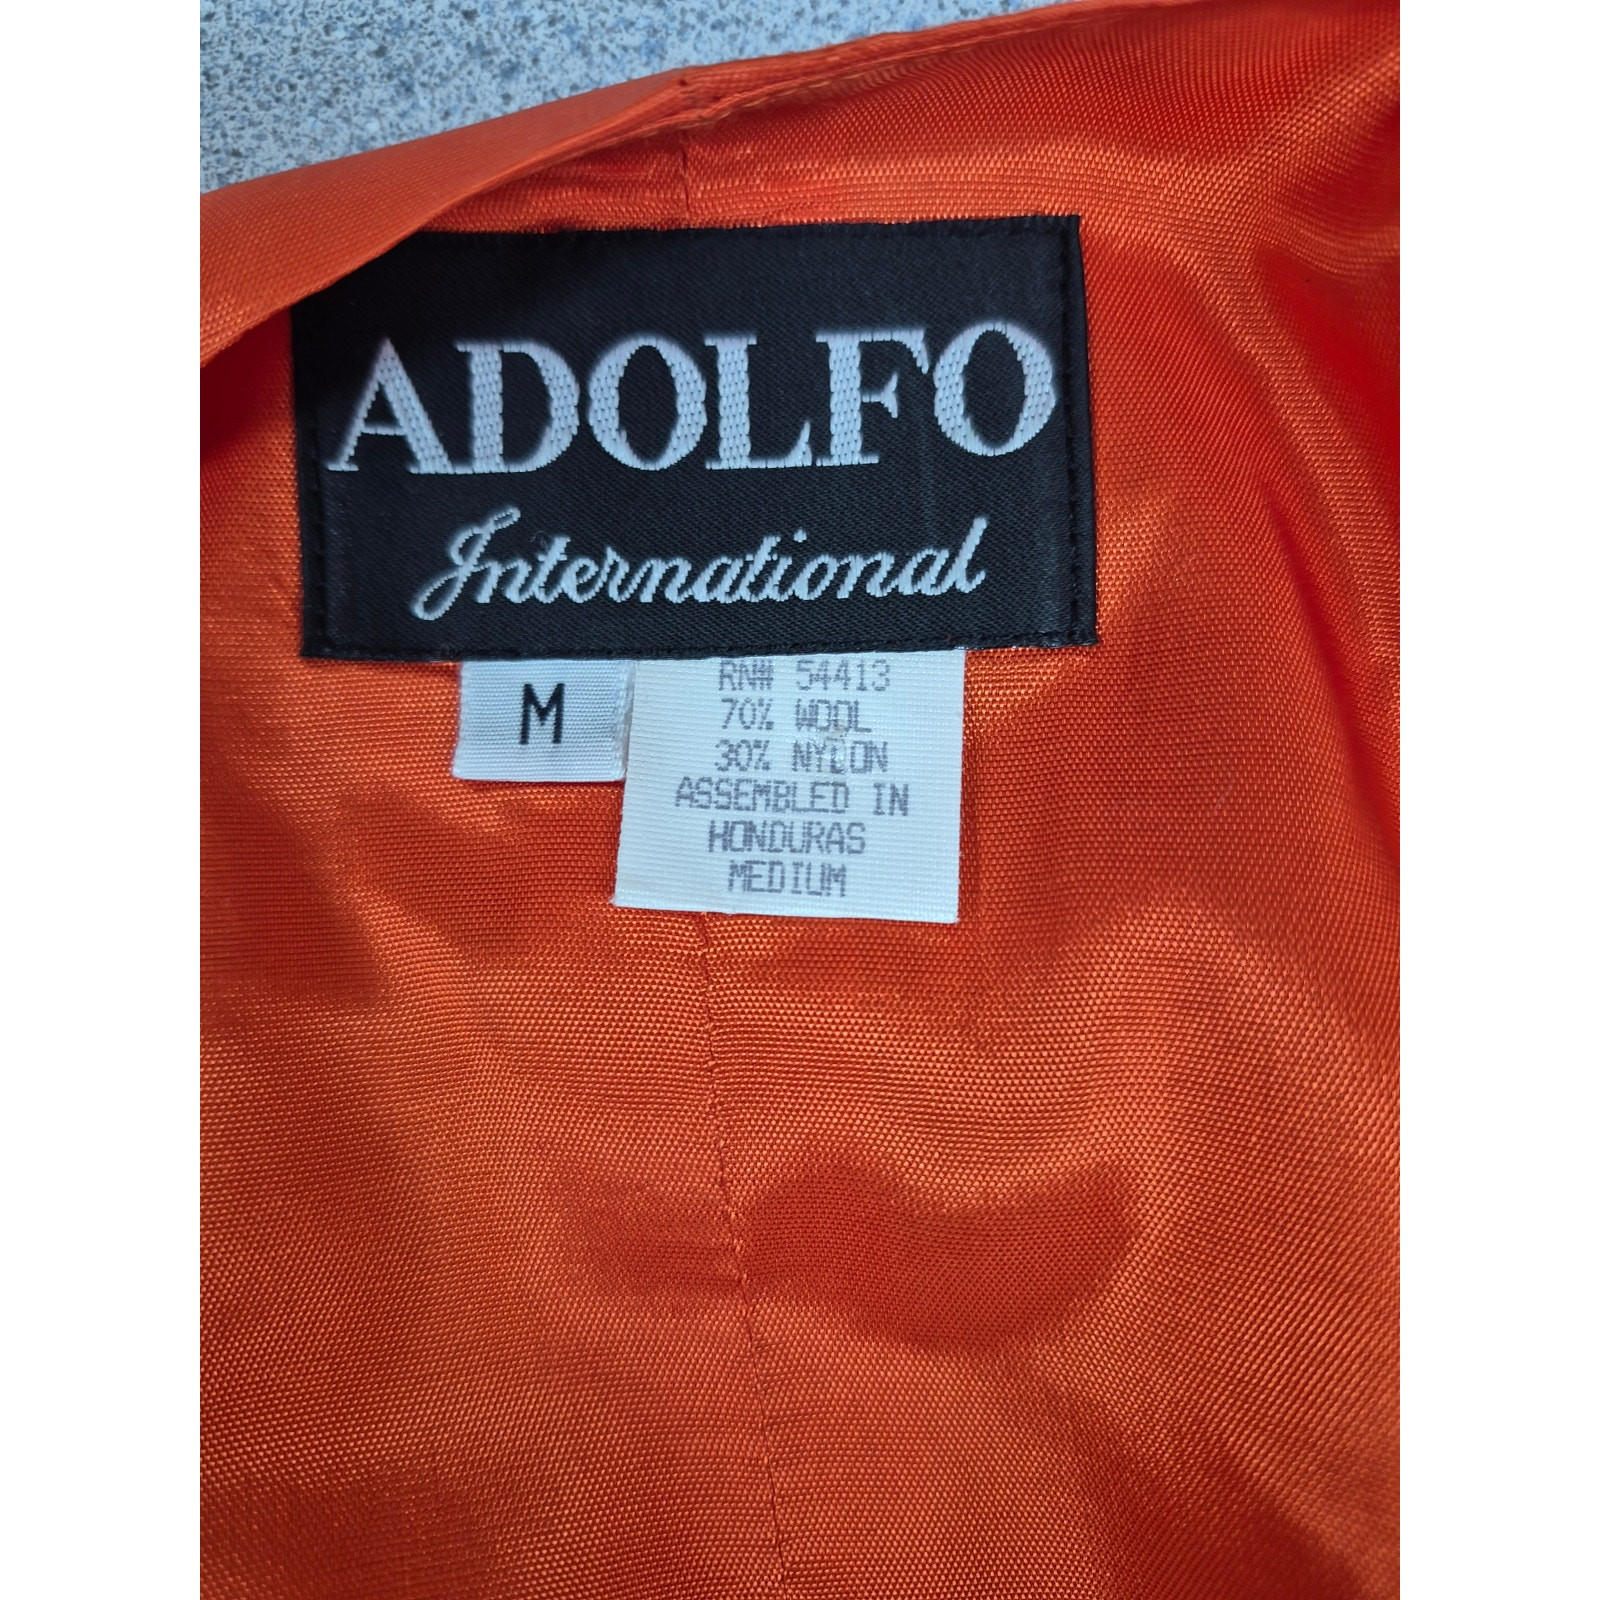 ADOLFO
International
M
RN# 54413
70% WOOL
30% NYLON
ASSEMBLED IN
HONDURAS
MEDIUM